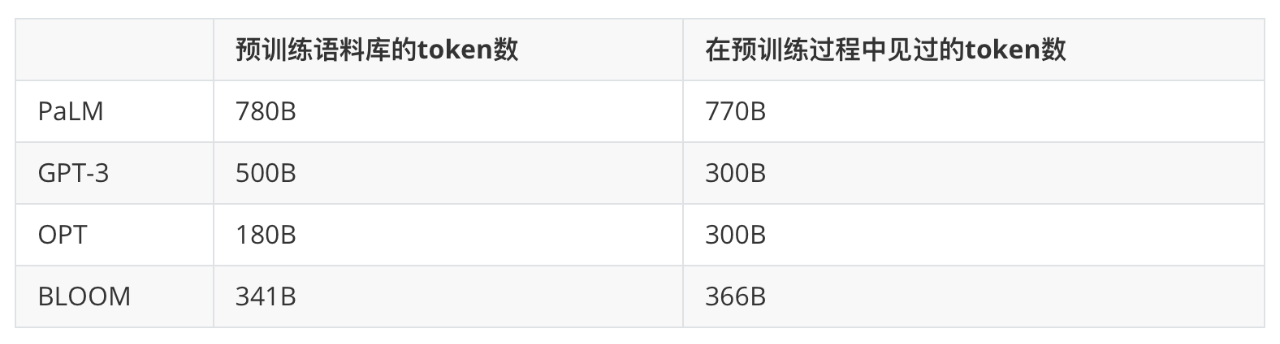 预训练语料库的token数 在预训练过程中见过的token数
PaLM 780B 770B
GPT-3 500B 300B
OPT 180B 300B
BLOOM 341B 366B